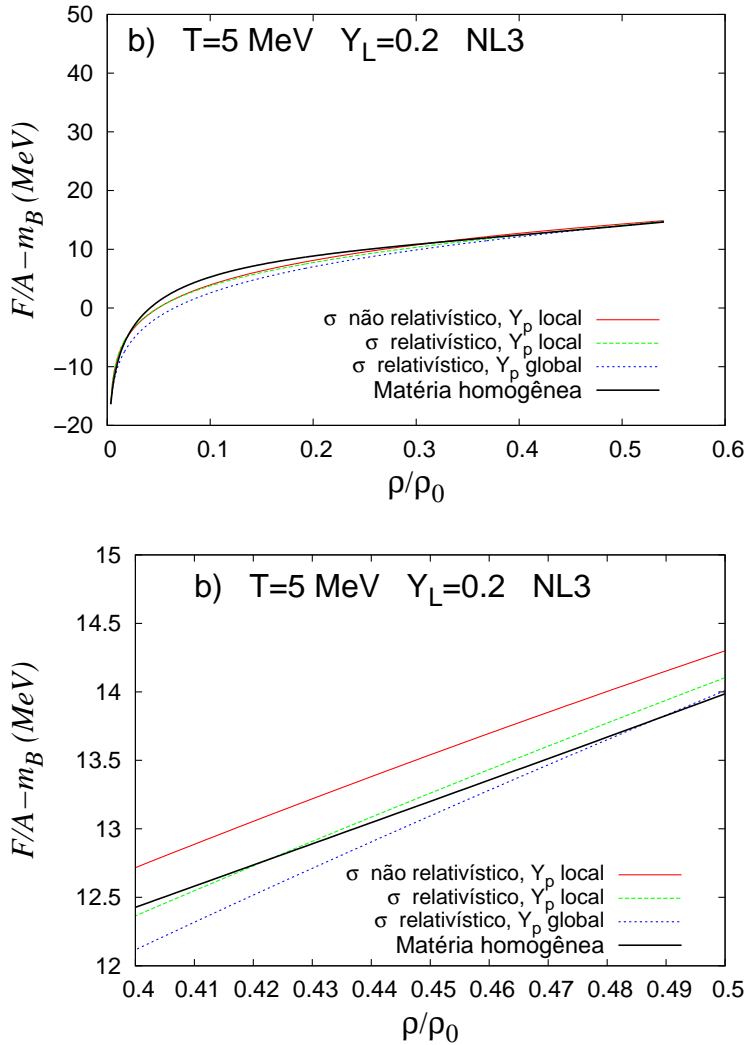 b) T=5 MeV Y_L=0.2 NL3
50
40
30
20
10
0
−10
−20
F/A−m_B (MeV)
σ não relativístico, Y_p local
σ relativístico, Y_p local
σ relativístico, Y_p global
Matéria homogênea
0 0.1 0.2 0.3 0.4 0.5 0.6
ρ/ρ_0
b) T=5 MeV Y_L=0.2 NL3
15
14.5
14
13.5
13
12.5
12
F/A−m_B (MeV)
σ não relativístico, Y_p local
σ relativístico, Y_p local
σ relativístico, Y_p global
Matéria homogênea
0.4 0.41 0.42 0.43 0.44 0.45 0.46 0.47 0.48 0.49 0.5
ρ/ρ_0